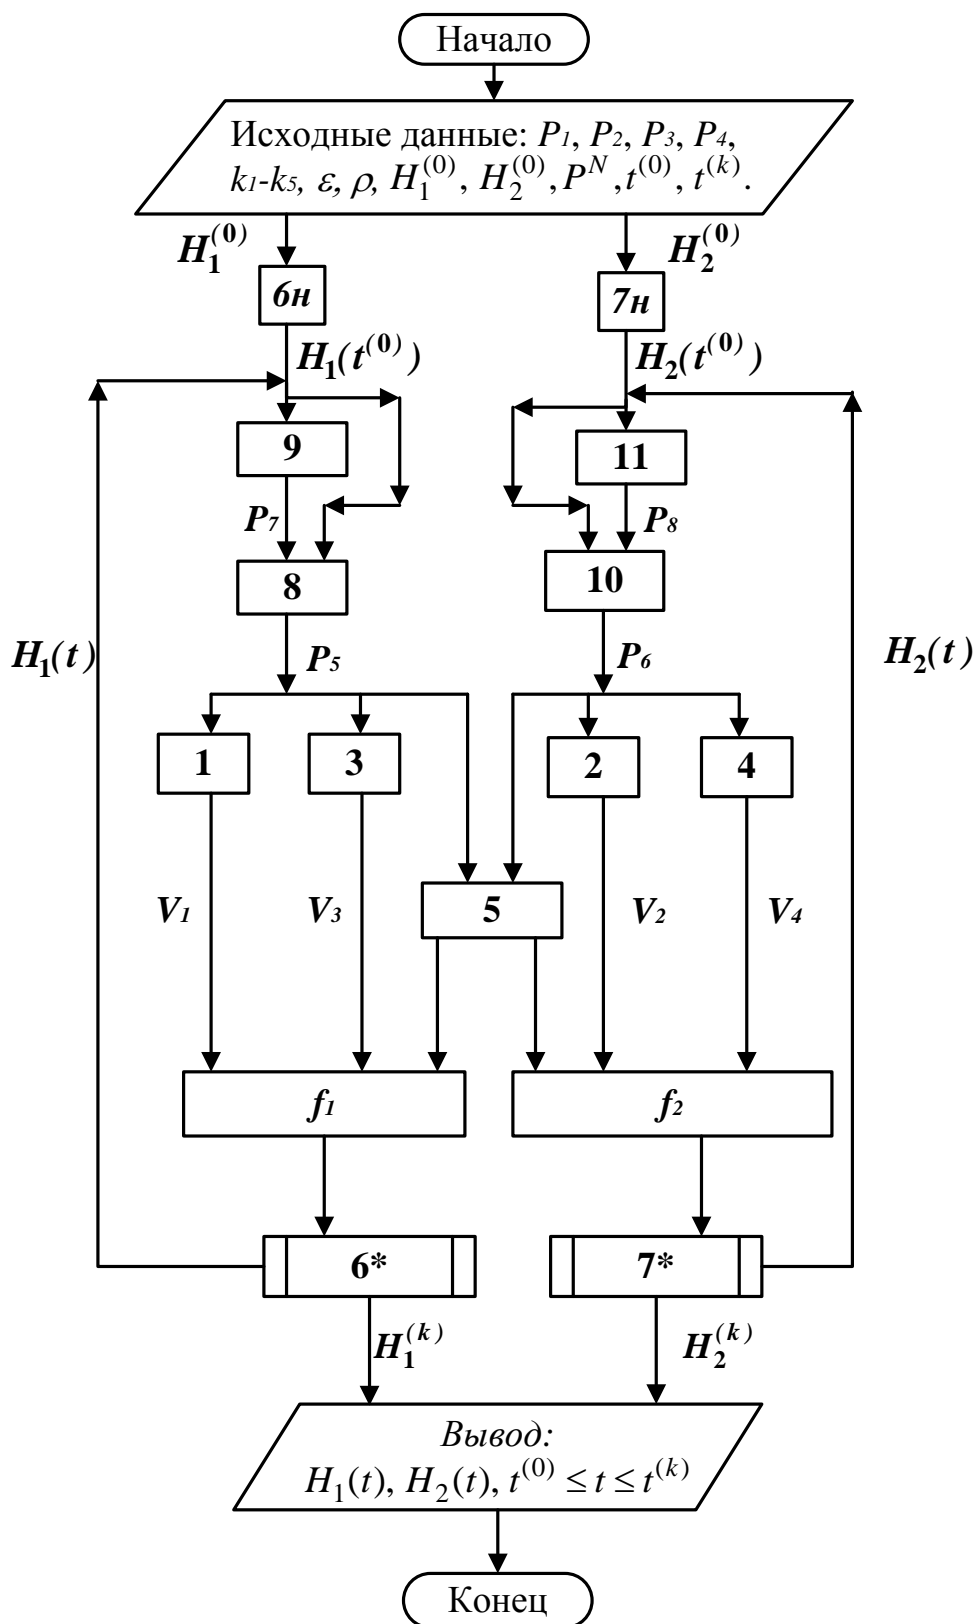 Начало
Исходные данные: P₁, P₂, P₃, P₄,
k₁-k₅, ε, ρ, H₁⁽⁰⁾, H₂⁽⁰⁾, Pᴺ, t⁽⁰⁾, t⁽ᵏ⁾.
H₁⁽⁰⁾ H₂⁽⁰⁾
6н 7н
H₁(t⁽⁰⁾) H₂(t⁽⁰⁾)
9 11
P₇ P₈
8 10
H₁(t) P₅ P₆ H₂(t)
1 3 2 4
V₁ V₃ 5 V₂ V₄
f₁ f₂
6* 7*
H₁⁽ᵏ⁾ H₂⁽ᵏ⁾
Вывод:
H₁(t), H₂(t), t⁽⁰⁾ ≤ t ≤ t⁽ᵏ⁾
Конец